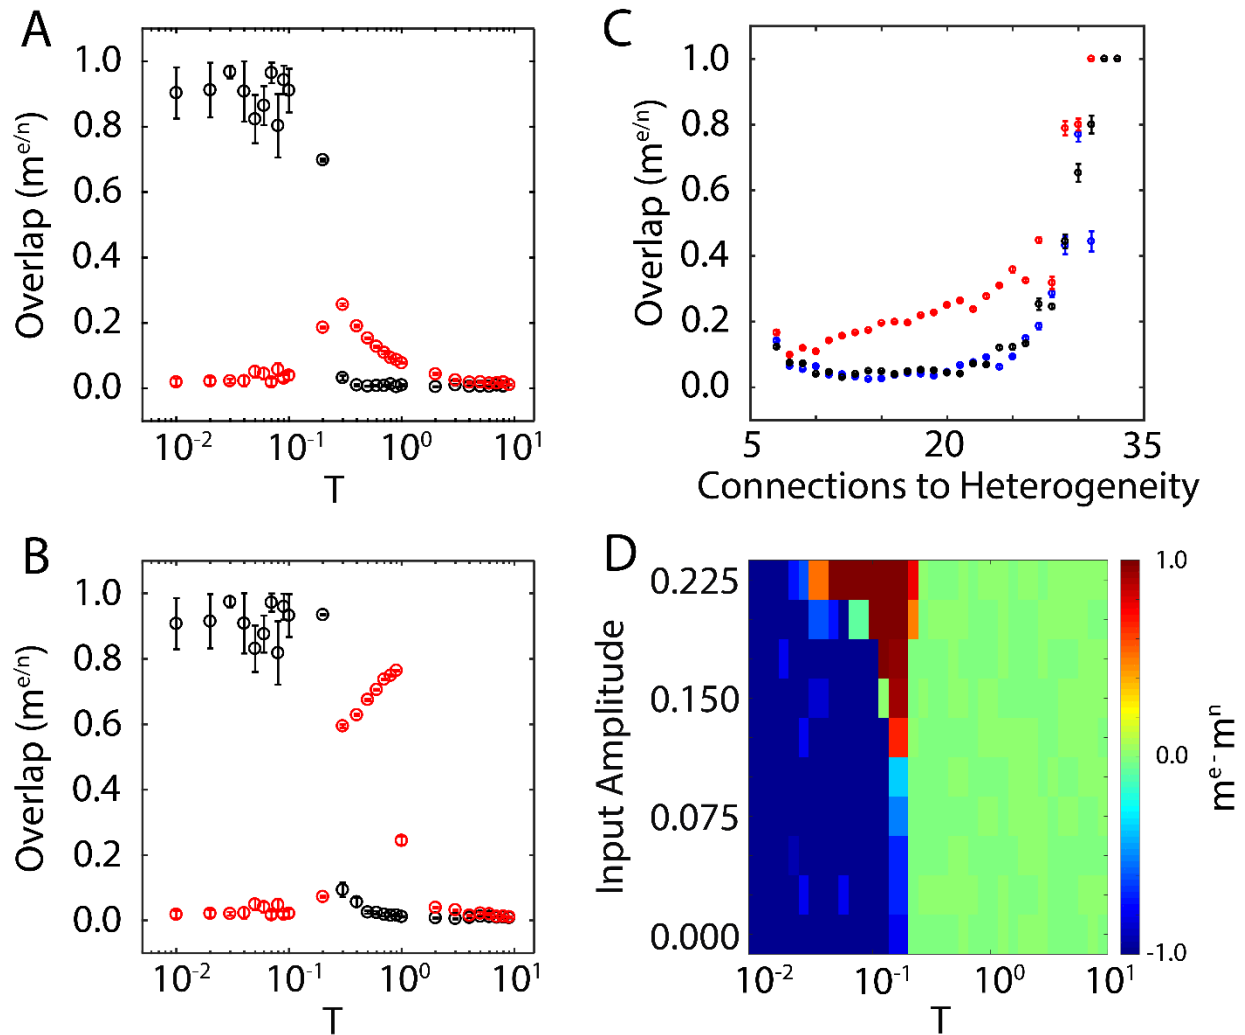 A
1.0
0.8
0.6
0.4
0.2
0.0
Overlap (m^e/n)
10^-2 10^-1 10^0
T
C
1.0
0.8
0.6
0.4
0.2
0.0
Overlap (m^e/n)
5 20 35
Connections to Heterogeneity
B
1.0
0.8
0.6
0.4
0.2
0.0
Overlap (m^e/n)
10^-2 10^-1 10^0
T
D
0.225
0.150
0.075
0.000
Input Amplitude
10^-2 10^-1 10^0 10^1
T
1.0
0.0
-1.0
m^e - m^n